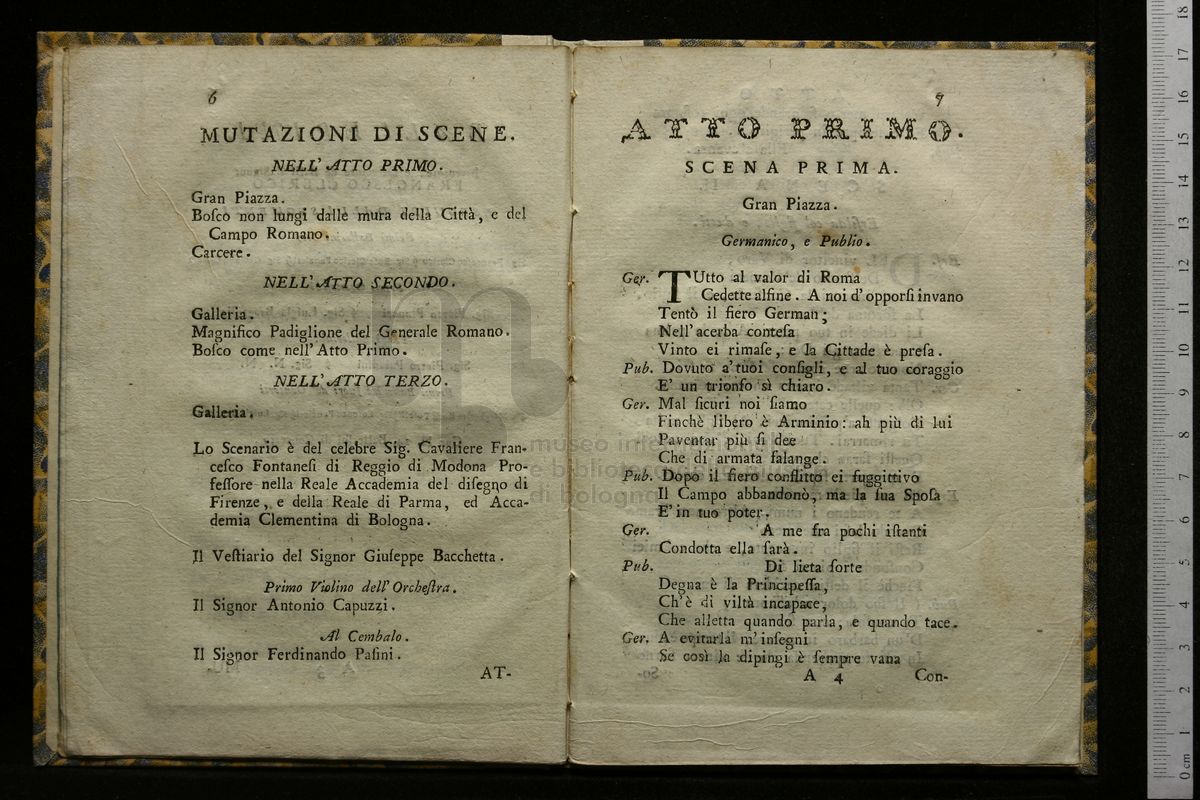 6
MUTAZIONI DI SCENE.
NELL' ATTO PRIMO.
Gran Piazza.
Boſco non lungi dalle mura della Città, e del
Campo Romano.
Carcere.
NELL' ATTO SECONDO.
Galleria.
Magnifico Padiglione del Generale Romano.
Boſco come nell' Atto Primo.
NELL' ATTO TERZO.
Galleria.
Lo Scenario è del celebre Sig. Cavaliere Fran-
ceſco Fontaneſi di Reggio di Modona Pro-
feſſore nella Reale Accademia del diſegno di
Firenze, e della Reale di Parma, ed Acca-
demia Clementina di Bologna.
Il Veſtiario del Signor Giuſeppe Bacchetta.
Primo Violino dell' Orcheſtra.
Il Signor Antonio Capuzzi.
Al Cembalo.
Il Signor Ferdinando Paſini.
AT-
7
ATTO PRIMO.
SCENA PRIMA.
Gran Piazza.
Germanico, e Publio.
Ger. TUtto al valor di Roma
Cedette alfine. A noi d' opporſi invano
Tentò il fiero German;
Nell' acerba conteſa
Vinto ei rimaſe, e la Cittade è preſa.
Pub. Dovuto a' tuoi conſigli, e al tuo coraggio
E' un trionfo sì chiaro.
Ger. Mal ſicuri noi ſiamo
Finchè libero è Arminio: ah più di lui
Paventar più ſi dee
Che di armata falange.
Pub. Dopo il fiero conflitto ei fuggittivo
Il Campo abbandonò, ma la ſua Spoſa
E' in tuo poter.
Ger. A me fra pochi iſtanti
Condotta ella ſarà.
Pub. Di lieta ſorte
Degna è la Principeſſa,
Ch' è di viltà incapace,
Che alletta quando parla, e quando tace.
Ger. A evitarla m' inſegni
Se così la dipingi è ſempre vana
A 4 Con-